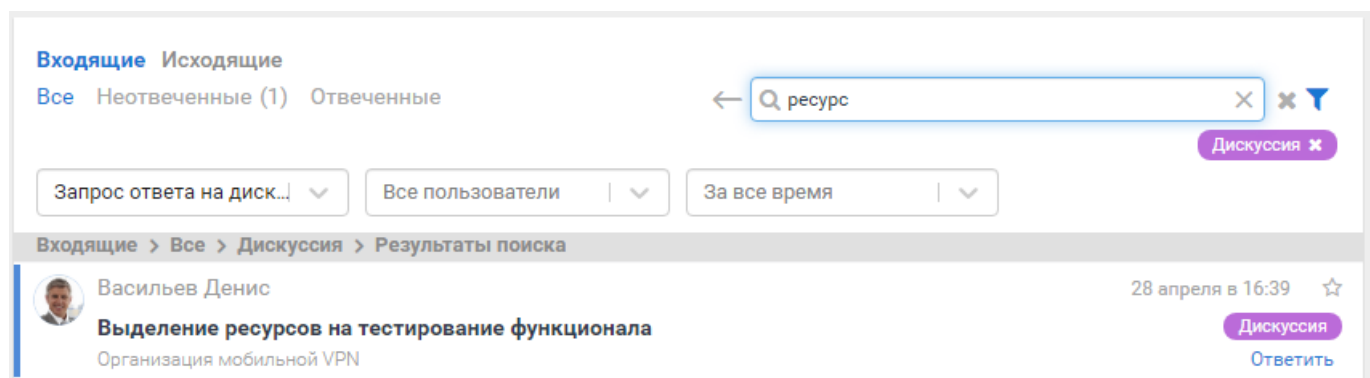 Входящие Исходящие
Все Неотвеченные (1) Отвеченные
ресурс
Дискуссия
Запрос ответа на диск...
Все пользователи
За все время
Входящие > Все > Дискуссия > Результаты поиска
Васильев Денис
28 апреля в 16:39
Выделение ресурсов на тестирование функционала
Дискуссия
Организация мобильной VPN
Ответить